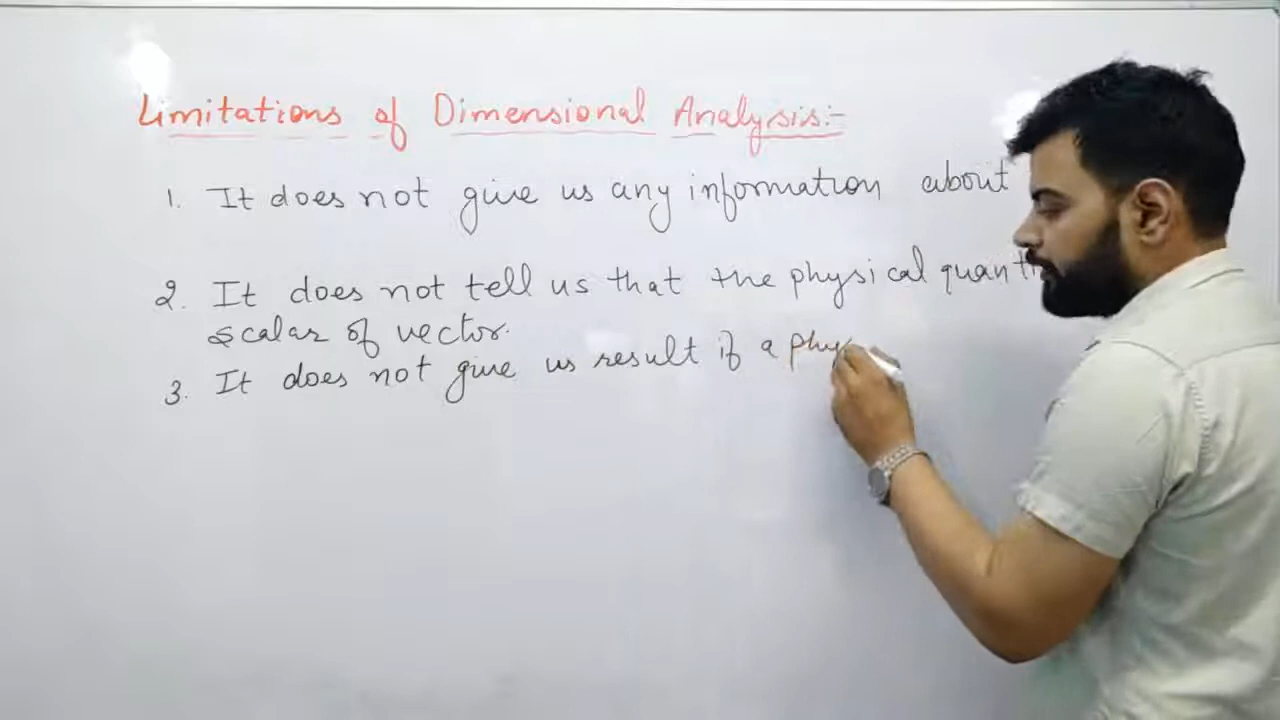 Limitations of Dimensional Analysis:-
1. It does not give us any information about
2. It does not tell us that the physical quanti
scalar of vector.
3. It does not give us result if a phy